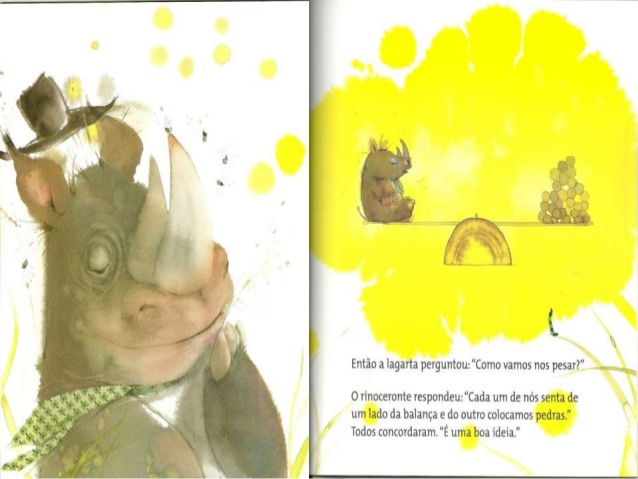 Então a lagarta perguntou: "Como vamos nos pesar?"
O rinoceronte respondeu: "Cada um de nós senta de
um lado da balança e do outro colocamos pedras."
Todos concordaram. "É uma boa ideia."